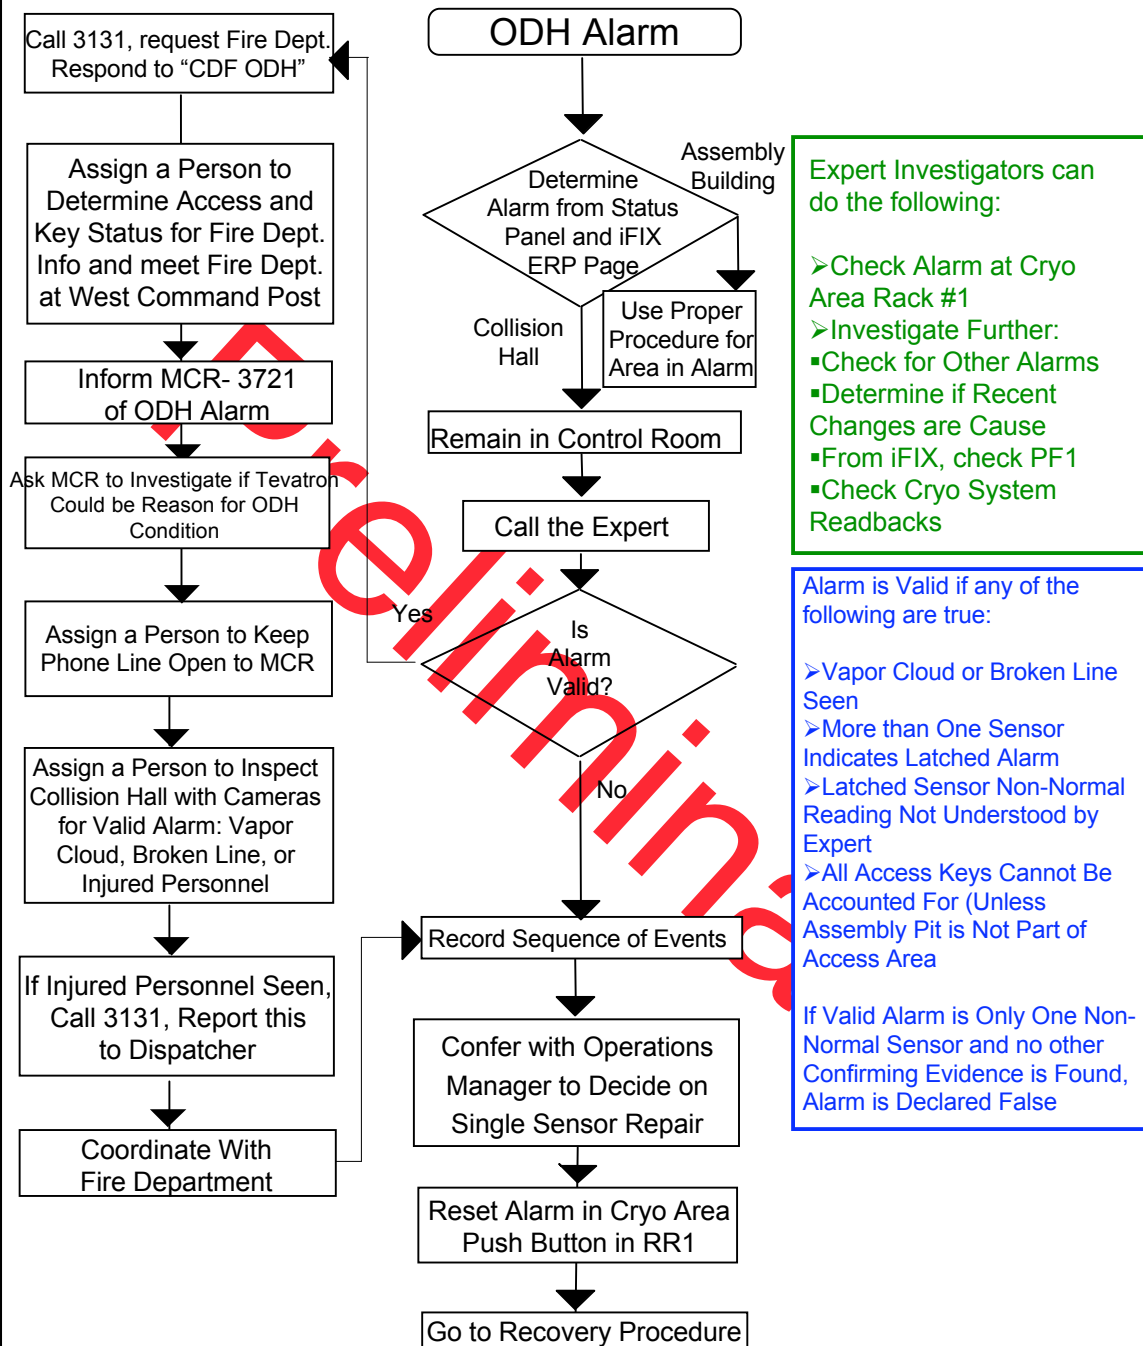 ODH Alarm
Call 3131, request Fire Dept.
Respond to “CDF ODH”
Assign a Person to
Determine Access and
Key Status for Fire Dept.
Info and meet Fire Dept.
at West Command Post
Inform MCR- 3721
of ODH Alarm
Ask MCR to Investigate if Tevatron
Could be Reason for ODH
Condition
Assign a Person to Keep
Phone Line Open to MCR
Assign a Person to Inspect
Collision Hall with Cameras
for Valid Alarm: Vapor
Cloud, Broken Line, or
Injured Personnel
If Injured Personnel Seen,
Call 3131, Report this
to Dispatcher
Coordinate With
Fire Department
Determine
Alarm from Status
Panel and iFIX
ERP Page
Assembly
Building
Use Proper
Procedure for
Area in Alarm
Collision
Hall
Remain in Control Room
Call the Expert
Is
Alarm
Valid?
Yes
No
Record Sequence of Events
Confer with Operations
Manager to Decide on
Single Sensor Repair
Reset Alarm in Cryo Area
Push Button in RR1
Go to Recovery Procedure
Expert Investigators can
do the following:
➢Check Alarm at Cryo
Area Rack #1
➢Investigate Further:
▪Check for Other Alarms
▪Determine if Recent
Changes are Cause
▪From iFIX, check PF1
▪Check Cryo System
Readbacks
Alarm is Valid if any of the
following are true:
➢Vapor Cloud or Broken Line
Seen
➢More than One Sensor
Indicates Latched Alarm
➢Latched Sensor Non-Normal
Reading Not Understood by
Expert
➢All Access Keys Cannot Be
Accounted For (Unless
Assembly Pit is Not Part of
Access Area
If Valid Alarm is Only One Non-
Normal Sensor and no other
Confirming Evidence is Found,
Alarm is Declared False